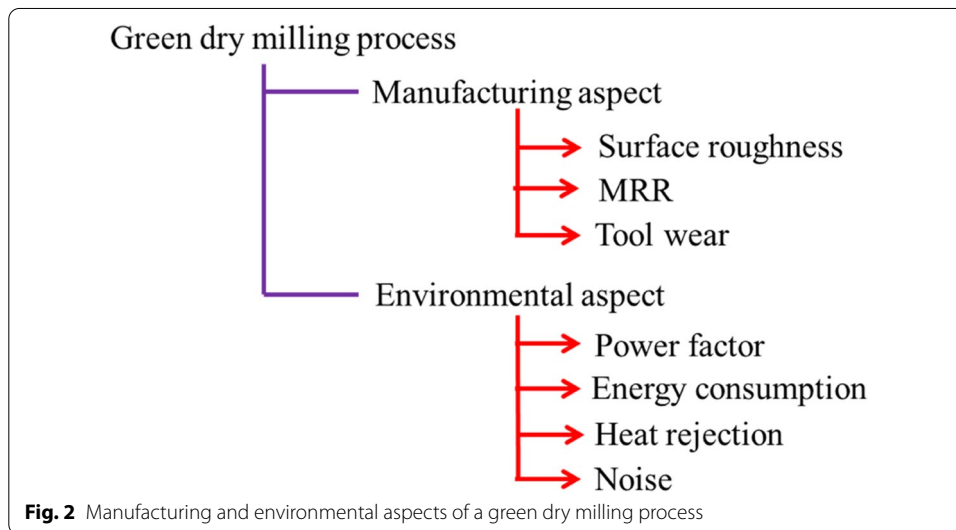 Green dry milling process
Manufacturing aspect
Surface roughness
MRR
Tool wear
Environmental aspect
Power factor
Energy consumption
Heat rejection
Noise
Fig. 2 Manufacturing and environmental aspects of a green dry milling process